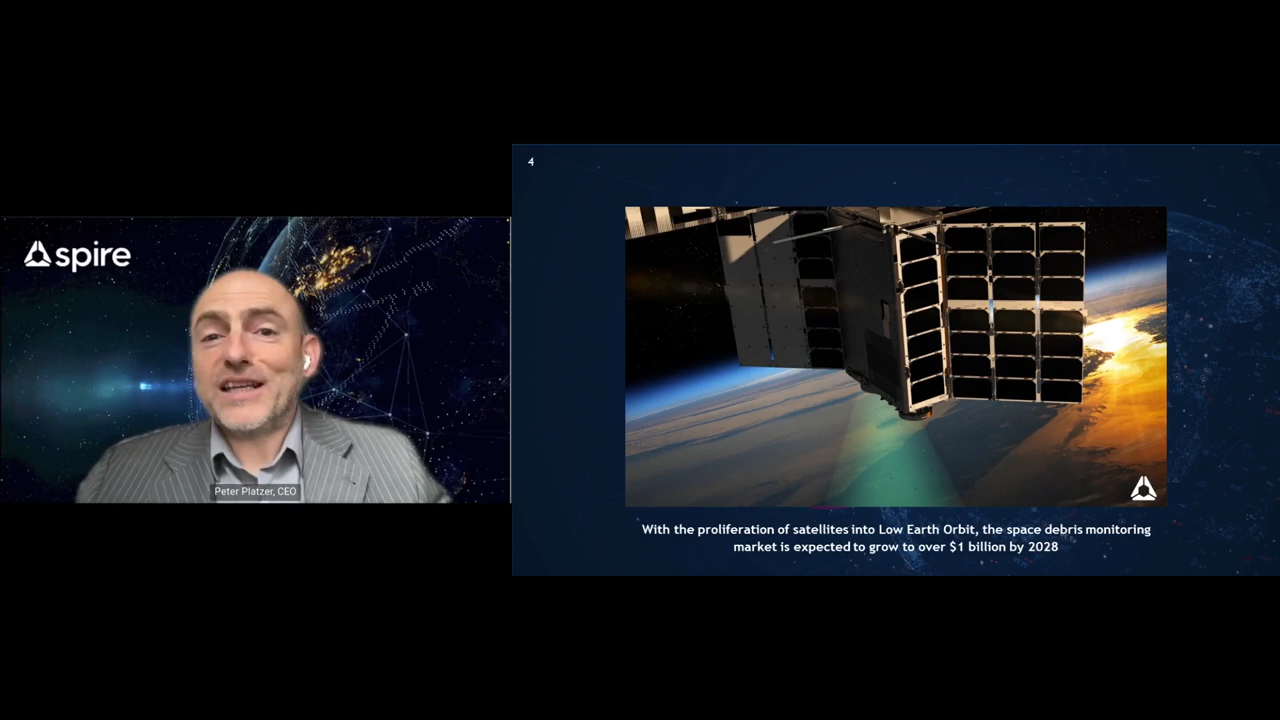 spire
Peter Platzer, CEO
4
With the proliferation of satellites into Low Earth Orbit, the space debris monitoring
market is expected to grow to over $1 billion by 2028